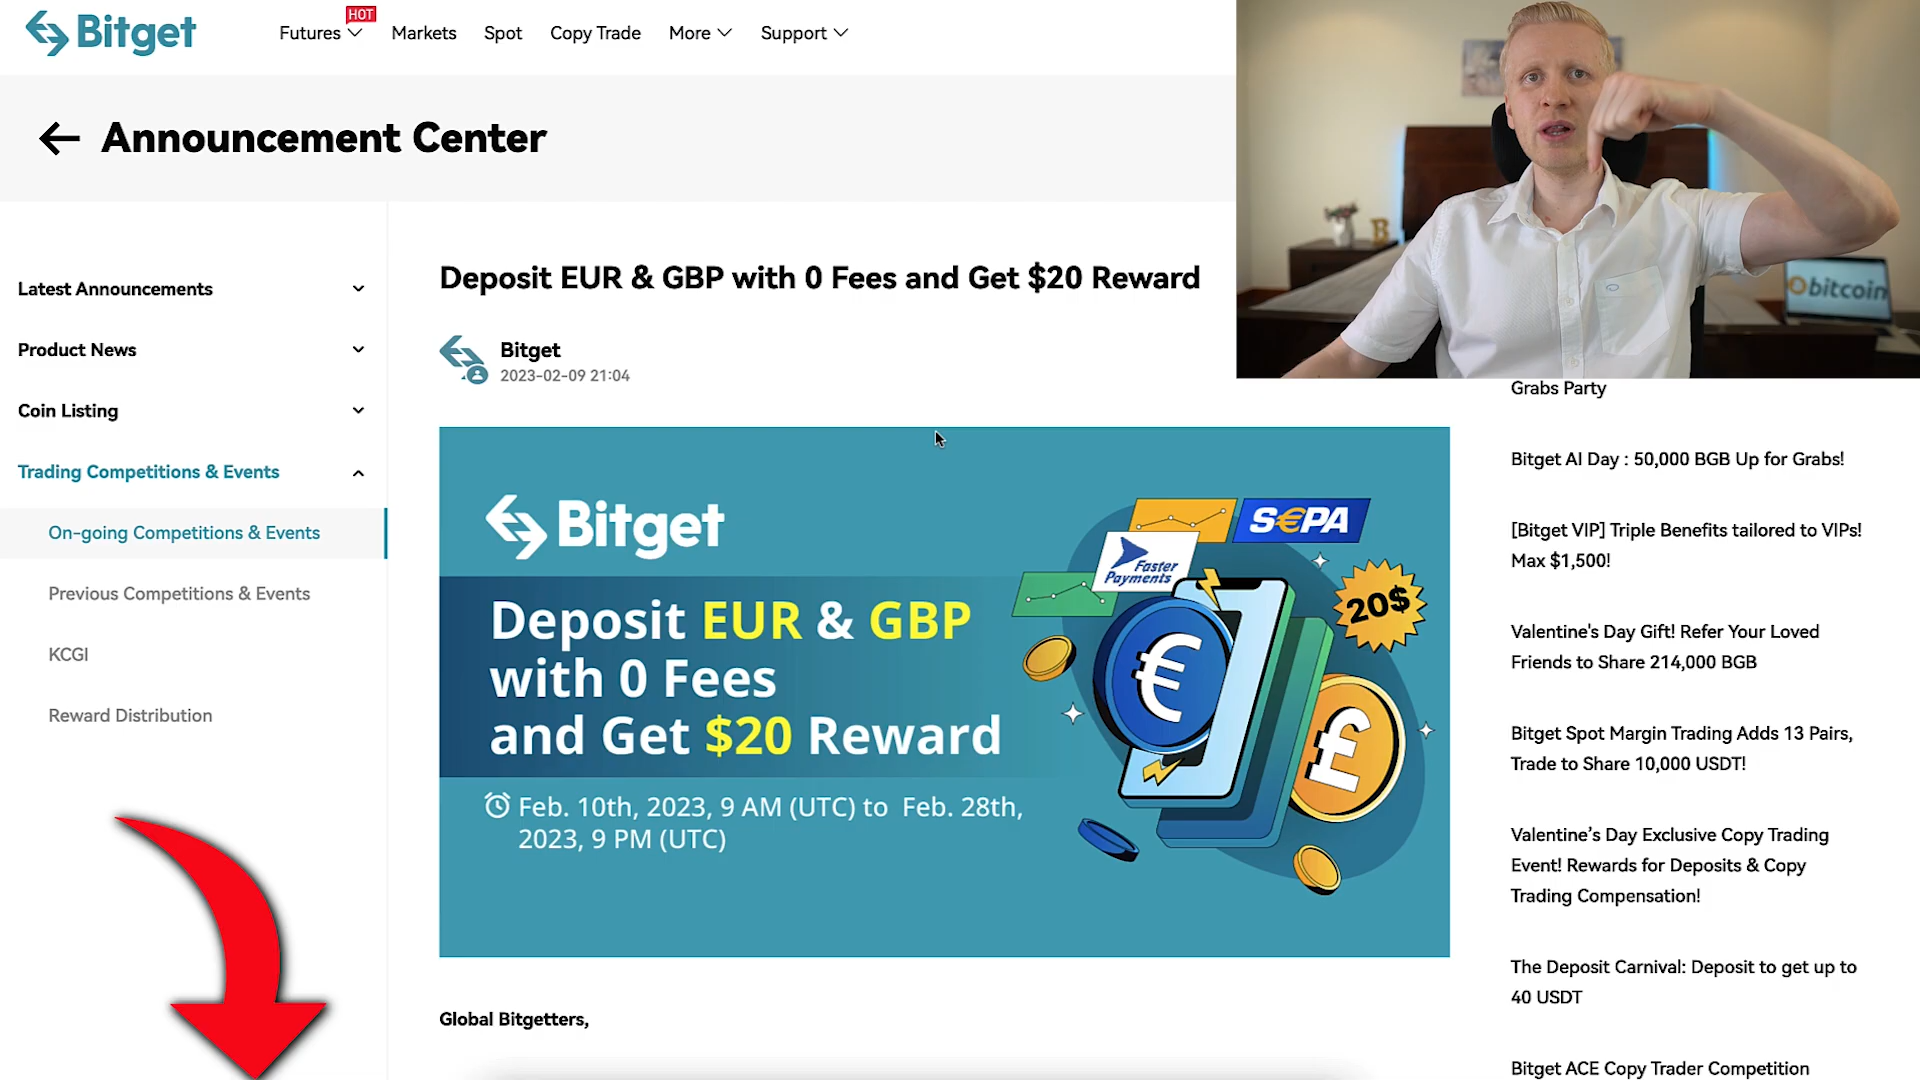 Bitget
Futures
HOT
Markets
Spot
Copy Trade
More
Support
Announcement Center
Latest Announcements
Product News
Coin Listing
Trading Competitions & Events
On-going Competitions & Events
Previous Competitions & Events
KCGI
Reward Distribution
Deposit EUR & GBP with 0 Fees and Get $20 Reward
Bitget
2023-02-09 21:04
Bitget
Deposit EUR & GBP
with 0 Fees
and Get $20 Reward
Feb. 10th, 2023, 9 AM (UTC) to Feb. 28th,
2023, 9 PM (UTC)
S€PA
Faster
Payments
20$
€
£
Global Bitgetters,
B
bitcoin
Grabs Party
Bitget AI Day : 50,000 BGB Up for Grabs!
[Bitget VIP] Triple Benefits tailored to VIPs!
Max $1,500!
Valentine's Day Gift! Refer Your Loved
Friends to Share 214,000 BGB
Bitget Spot Margin Trading Adds 13 Pairs,
Trade to Share 10,000 USDT!
Valentine’s Day Exclusive Copy Trading
Event! Rewards for Deposits & Copy
Trading Compensation!
The Deposit Carnival: Deposit to get up to
40 USDT
Bitget ACE Copy Trader Competition